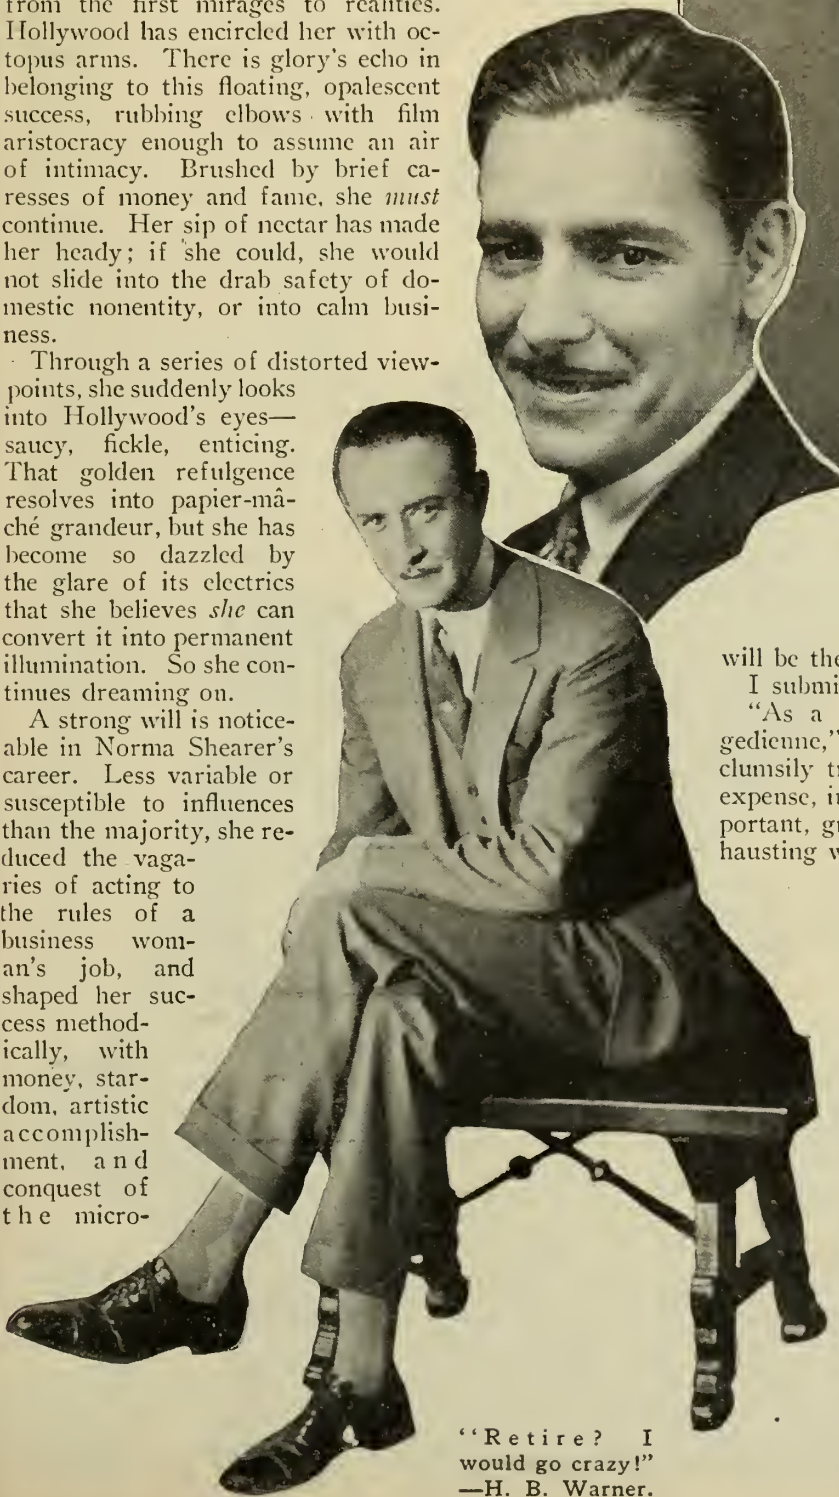 from the first mirages to realities.
Hollywood has encircled her with oc-
topus arms. There is glory's echo in
belonging to this floating, opalescent
success, rubbing elbows with film
aristocracy enough to assume an air
of intimacy. Brushed by brief ca-
resses of money and fame, she must
continue. Her sip of nectar has made
her heady; if she could, she would
not slide into the drab safety of do-
mestic nonentity, or into calm busi-
ness.
Through a series of distorted view-
points, she suddenly looks
into Hollywood's eyes—
saucy, fickle, enticing.
That golden refulgence
resolves into papier-mâ-
ché grandeur, but she has
become so dazzled by
the glare of its electrics
that she believes she can
convert it into permanent
illumination. So she con-
tinues dreaming on.
A strong will is notice-
able in Norma Shearer's
career. Less variable or
susceptible to influences
than the majority, she re-
duced the vaga-
ries of acting to
the rules of a
business wom-
an's job, and
shaped her suc-
cess method-
ically, with
money, star-
dom, artistic
accomplish-
ment, and
conquest of
the micro-
will be the
I submi
"As a
gedienne,"
clumsily t
expense, i
portant, g
hausting
"Retire? I
would go crazy!"
—H. B. Warner.